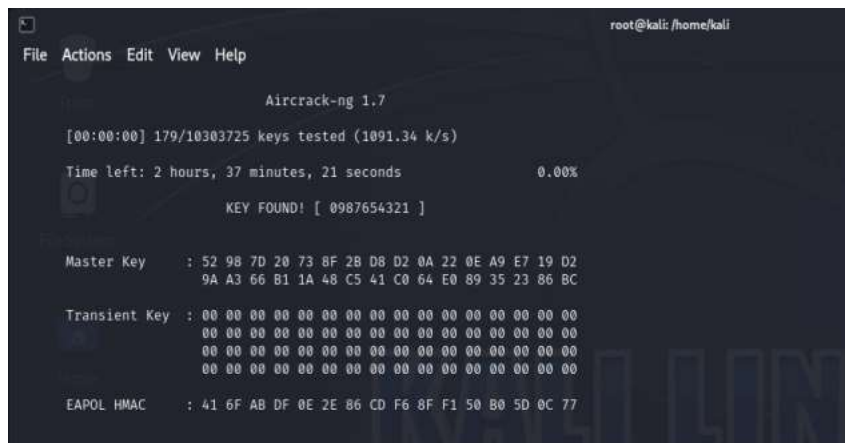 root@kali: /home/kali
File Actions Edit View Help
Aircrack-ng 1.7
[00:00:00] 179/10303725 keys tested (1091.34 k/s)
Time left: 2 hours, 37 minutes, 21 seconds 0.00%
KEY FOUND! [ 0987654321 ]
Master Key : 52 98 7D 20 73 8F 2B D8 D2 0A 22 0E A9 E7 19 D2
9A A3 66 B1 1A 48 C5 41 C0 64 E0 89 35 23 86 BC
Transient Key : 00 00 00 00 00 00 00 00 00 00 00 00 00 00 00 00
00 00 00 00 00 00 00 00 00 00 00 00 00 00 00 00
00 00 00 00 00 00 00 00 00 00 00 00 00 00 00 00
00 00 00 00 00 00 00 00 00 00 00 00 00 00 00 00
EAPOL HMAC : 41 6F AB DF 0E 2E 86 CD F6 8F F1 50 B0 5D 0C 77
KALI LIN